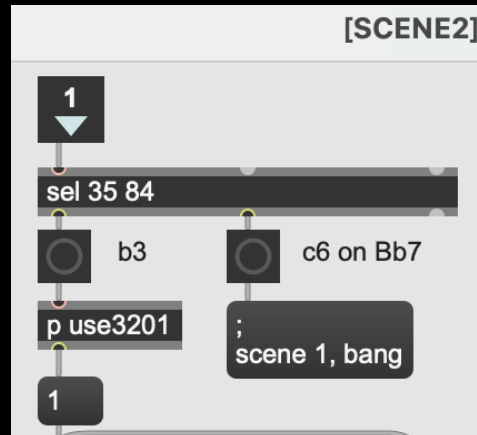 [SCENE2]
1
sel 35 84
b3
c6 on Bb7
p use3201
;
scene 1, bang
1